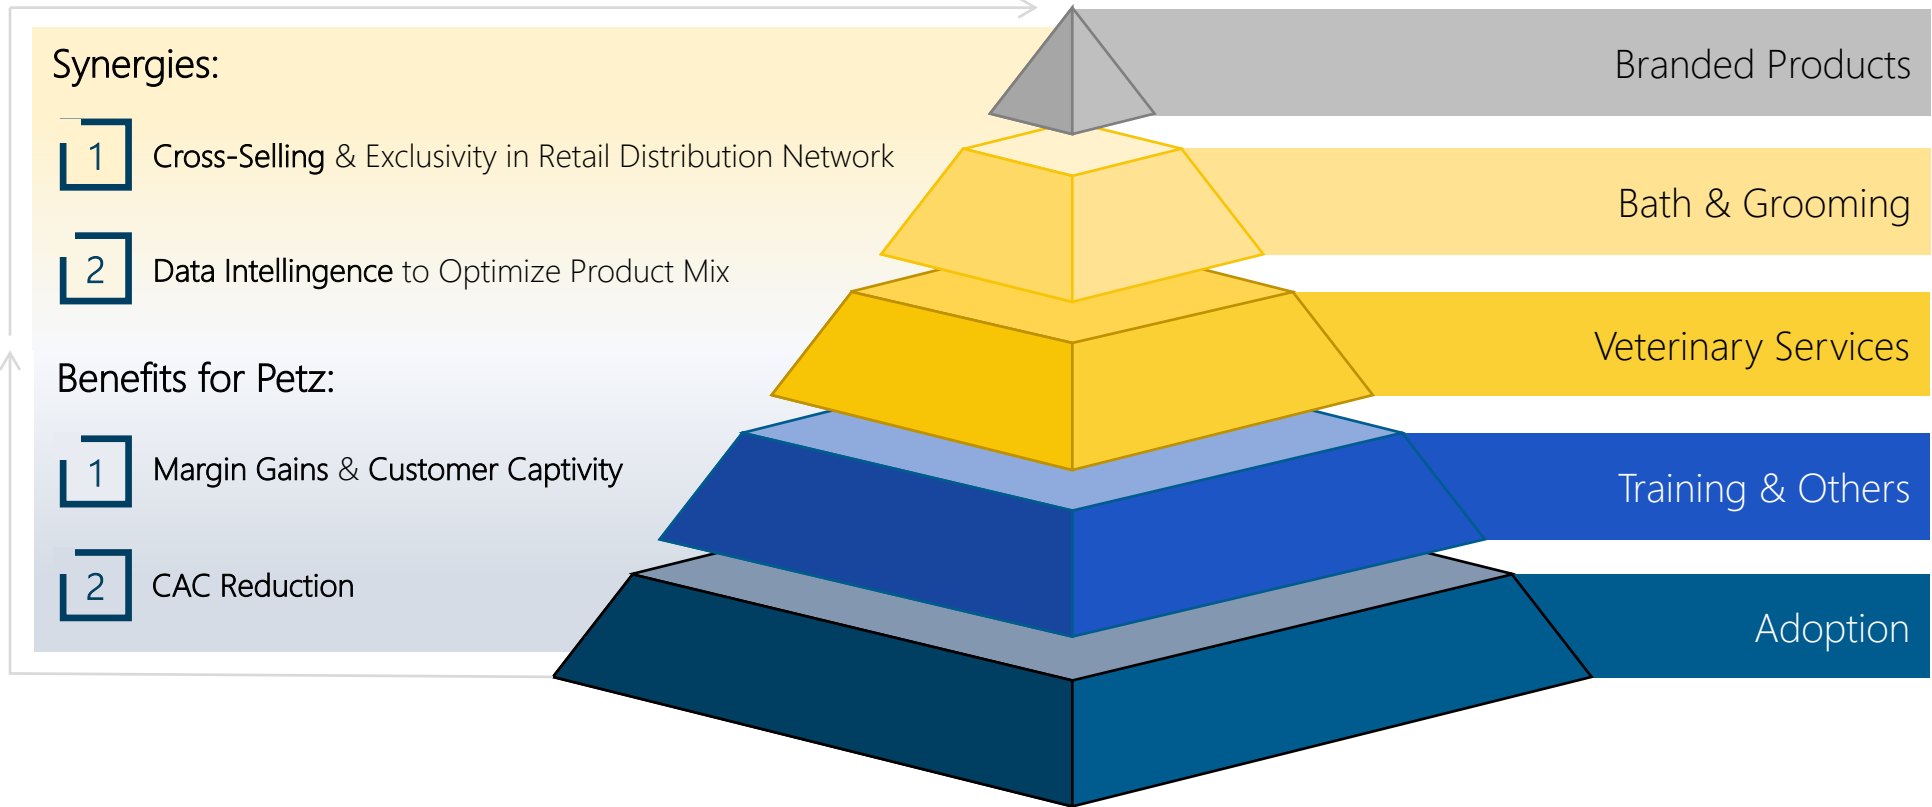 Synergies:
1
Cross-Selling & Exclusivity in Retail Distribution Network
2
Data Intellingence to Optimize Product Mix
Benefits for Petz:
1
Margin Gains & Customer Captivity
2
CAC Reduction
Branded Products
Bath & Grooming
Veterinary Services
Training & Others
Adoption